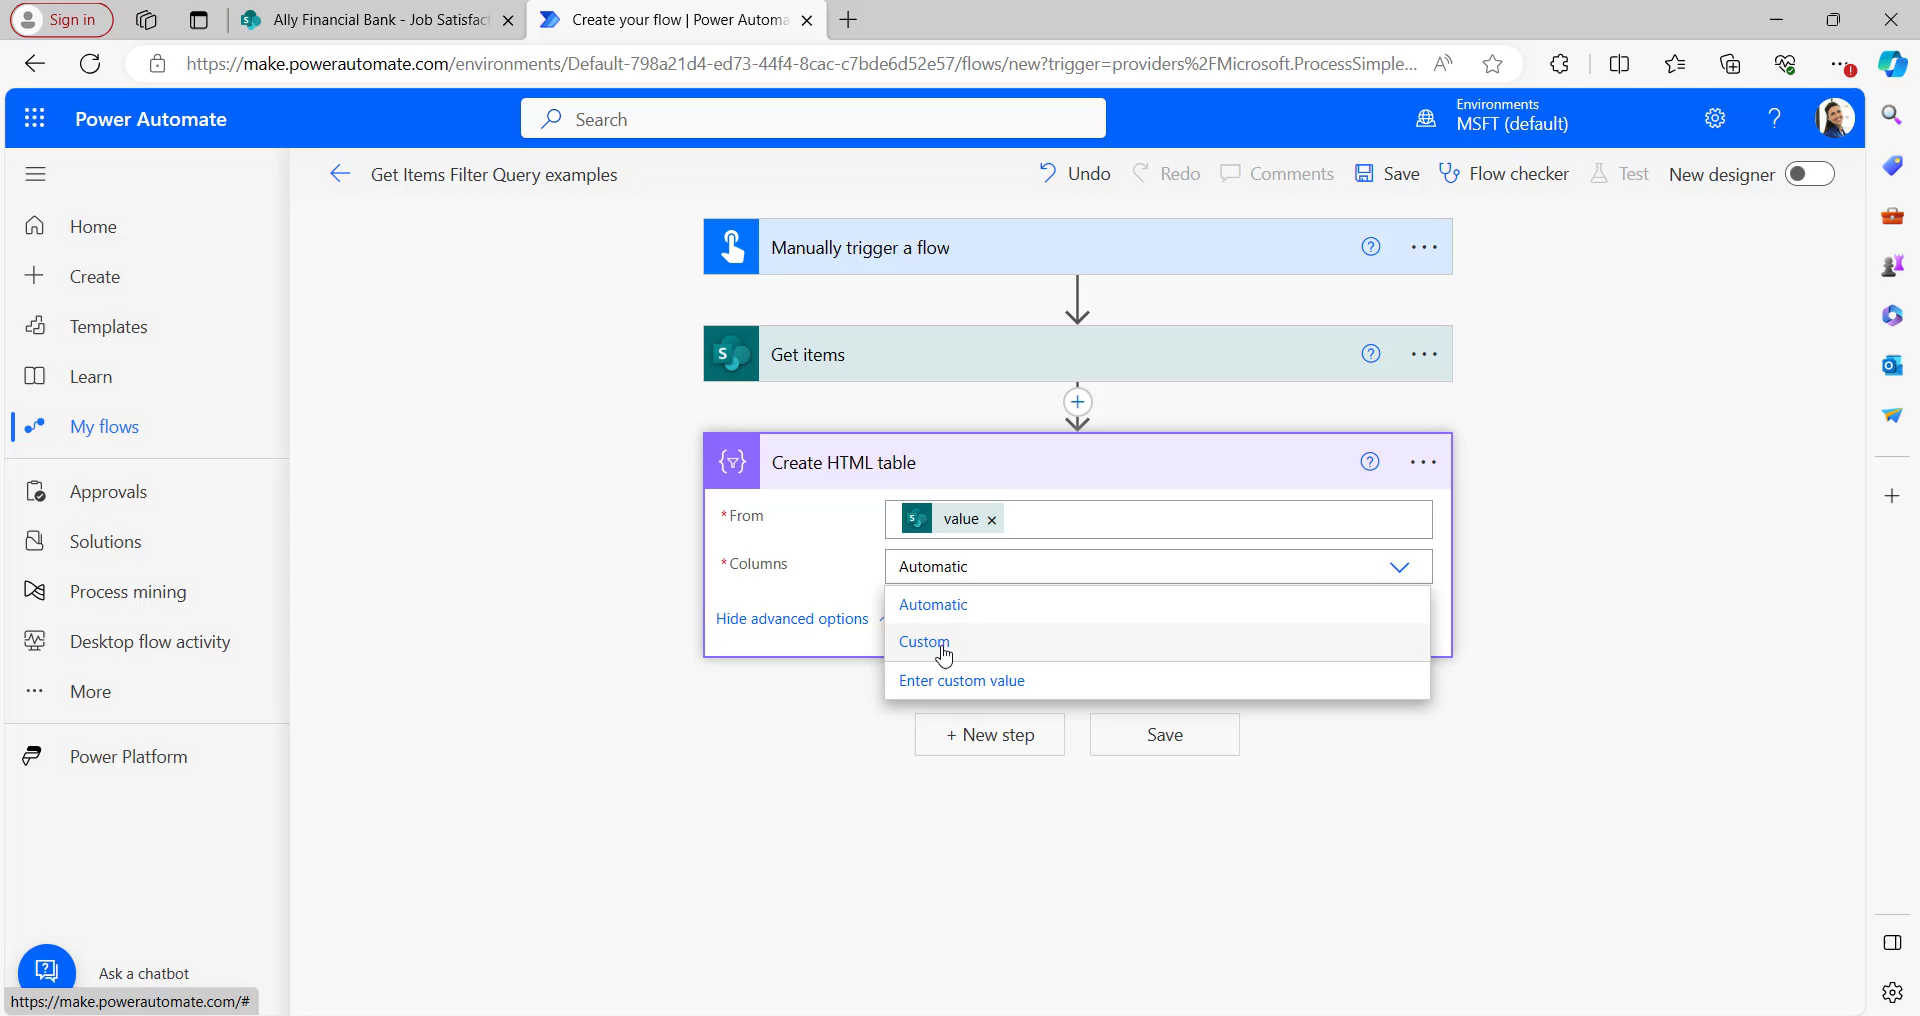 Sign in
Ally Financial Bank - Job Satisfact
Create your flow | Power Automa
https://make.powerautomate.com/environments/Default-798a21d4-ed73-44f4-8cac-c7bde6d52e57/flows/new?trigger=providers%2FMicrosoft.ProcessSimple...
Power Automate
Search
Environments
MSFT (default)
Get Items Filter Query examples
Undo
Redo
Comments
Save
Flow checker
Test
New designer
Home
Create
Templates
Learn
My flows
Approvals
Solutions
Process mining
Desktop flow activity
More
Power Platform
Ask a chatbot
https://make.powerautomate.com/#
Manually trigger a flow
Get items
Create HTML table
*From
value
*Columns
Automatic
Hide advanced options
Automatic
Custom
Enter custom value
+ New step
Save